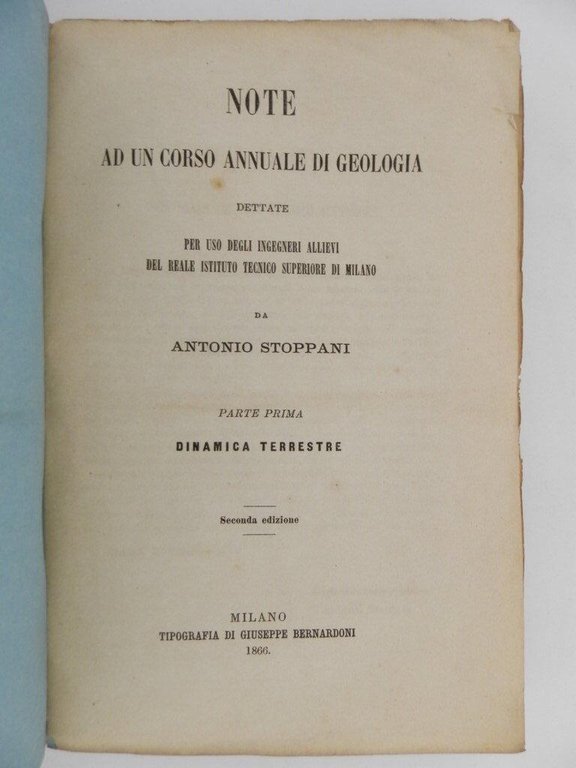 NOTE
AD UN CORSO ANNUALE DI GEOLOGIA
DETTATE
PER USO DEGLI INGEGNERI ALLIEVI
DEL REALE ISTITUTO TECNICO SUPERIORE DI MILANO
DA
ANTONIO STOPPANI
PARTE PRIMA
DINAMICA TERRESTRE
Seconda edizione
MILANO
TIPOGRAFIA DI GIUSEPPE BERNARDONI
1866.